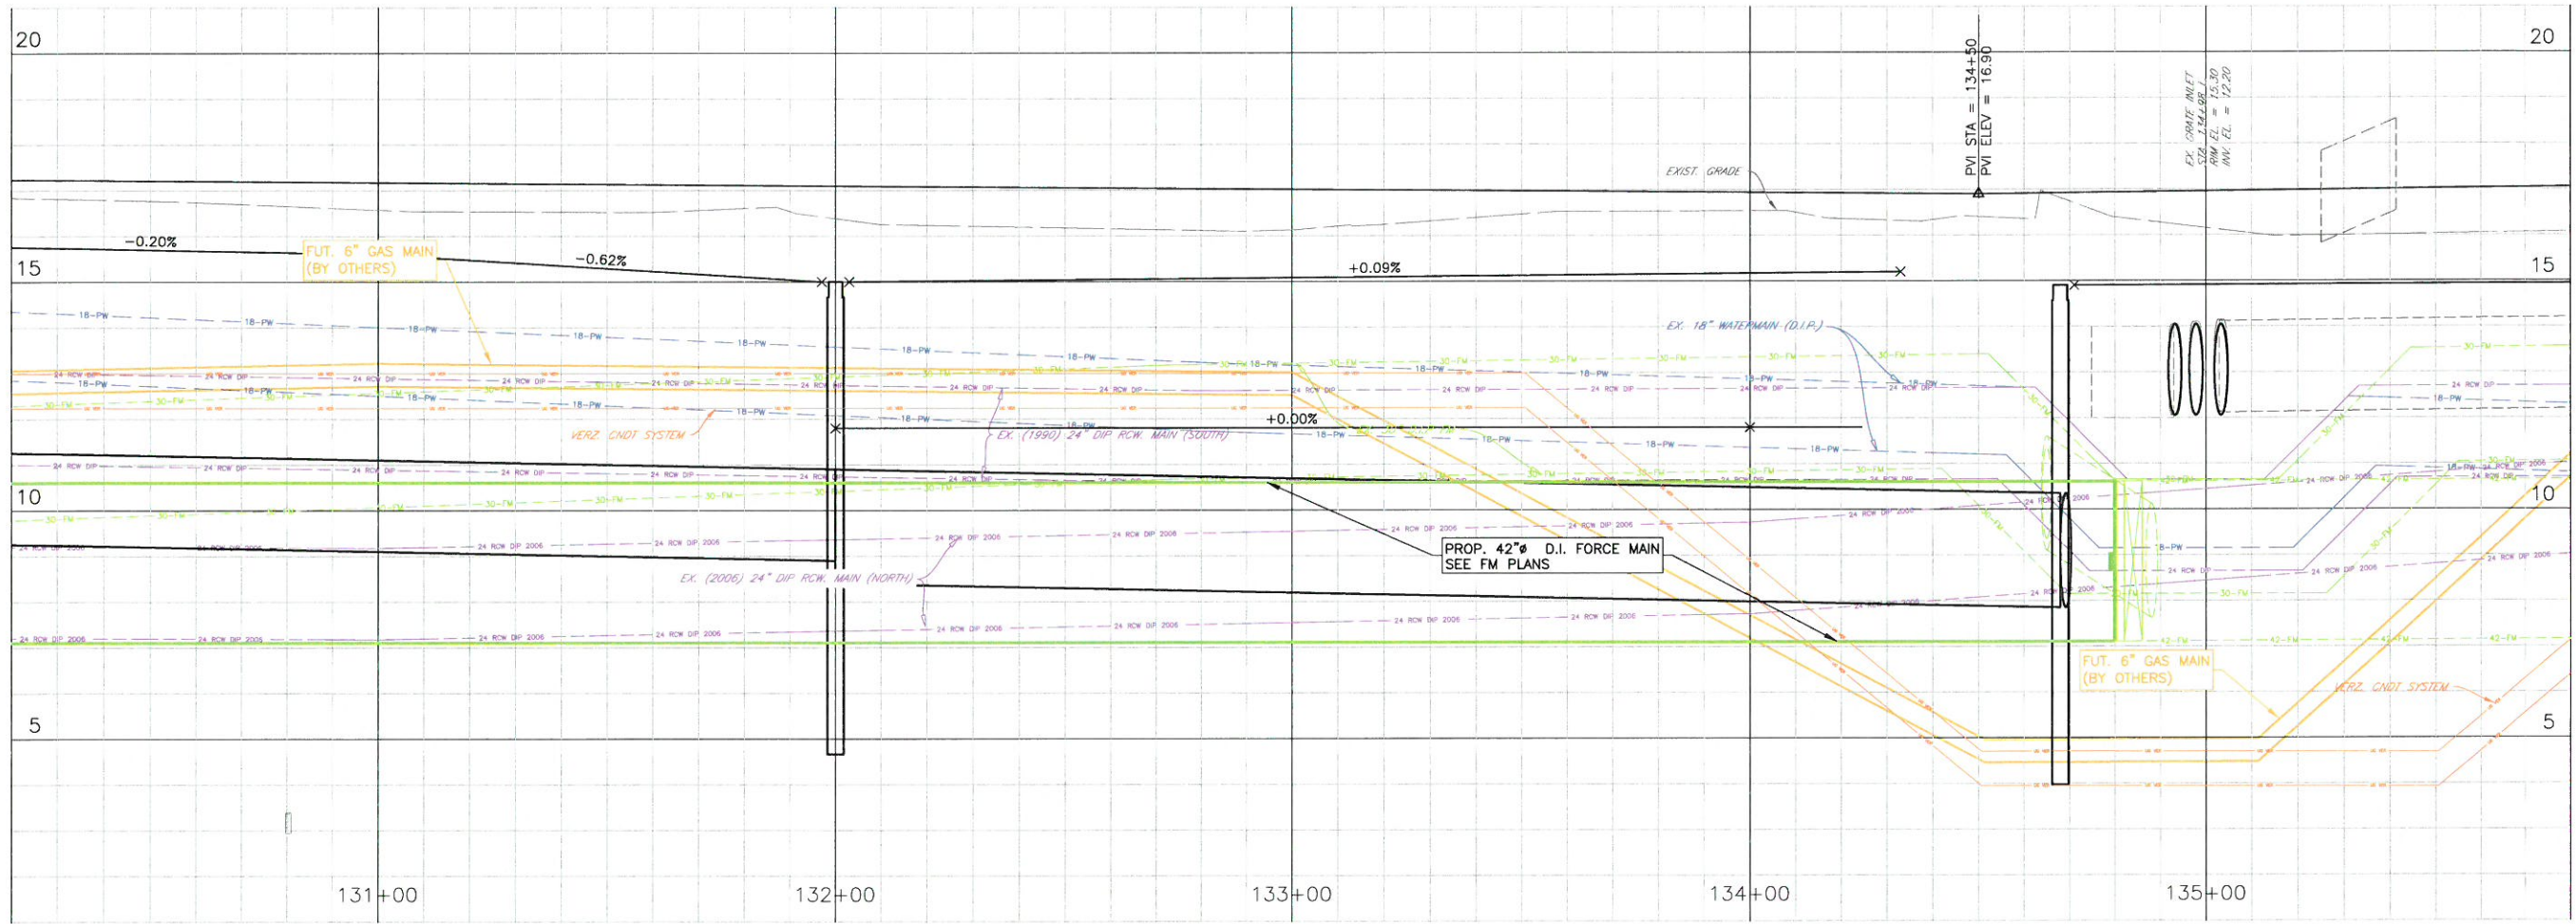 20
20
PVI STA = 134+50
PVI ELEV = 16.90
EX. GRATE INLET
STA. 134+98
RIM EL. = 15.30
INV. EL. = 12.20
EXIST. GRADE
-0.20%
FUT. 6" GAS MAIN
(BY OTHERS)
-0.62%
+0.09%
15
15
18-PW
30-FM
24 RCW DIP
EX. 18" WATERMAIN (D.I.P.)
VERZ. CNDT SYSTEM
EX. (1990) 24" DIP RCW. MAIN (SOUTH)
+0.00%
10
10
24 RCW DIP 2006
42-FM
PROP. 42"ø D.I. FORCE MAIN
SEE FM PLANS
EX. (2006) 24" DIP RCW. MAIN (NORTH)
FUT. 6" GAS MAIN
(BY OTHERS)
VERZ. CNDT SYSTEM
5
5
131+00
132+00
133+00
134+00
135+00